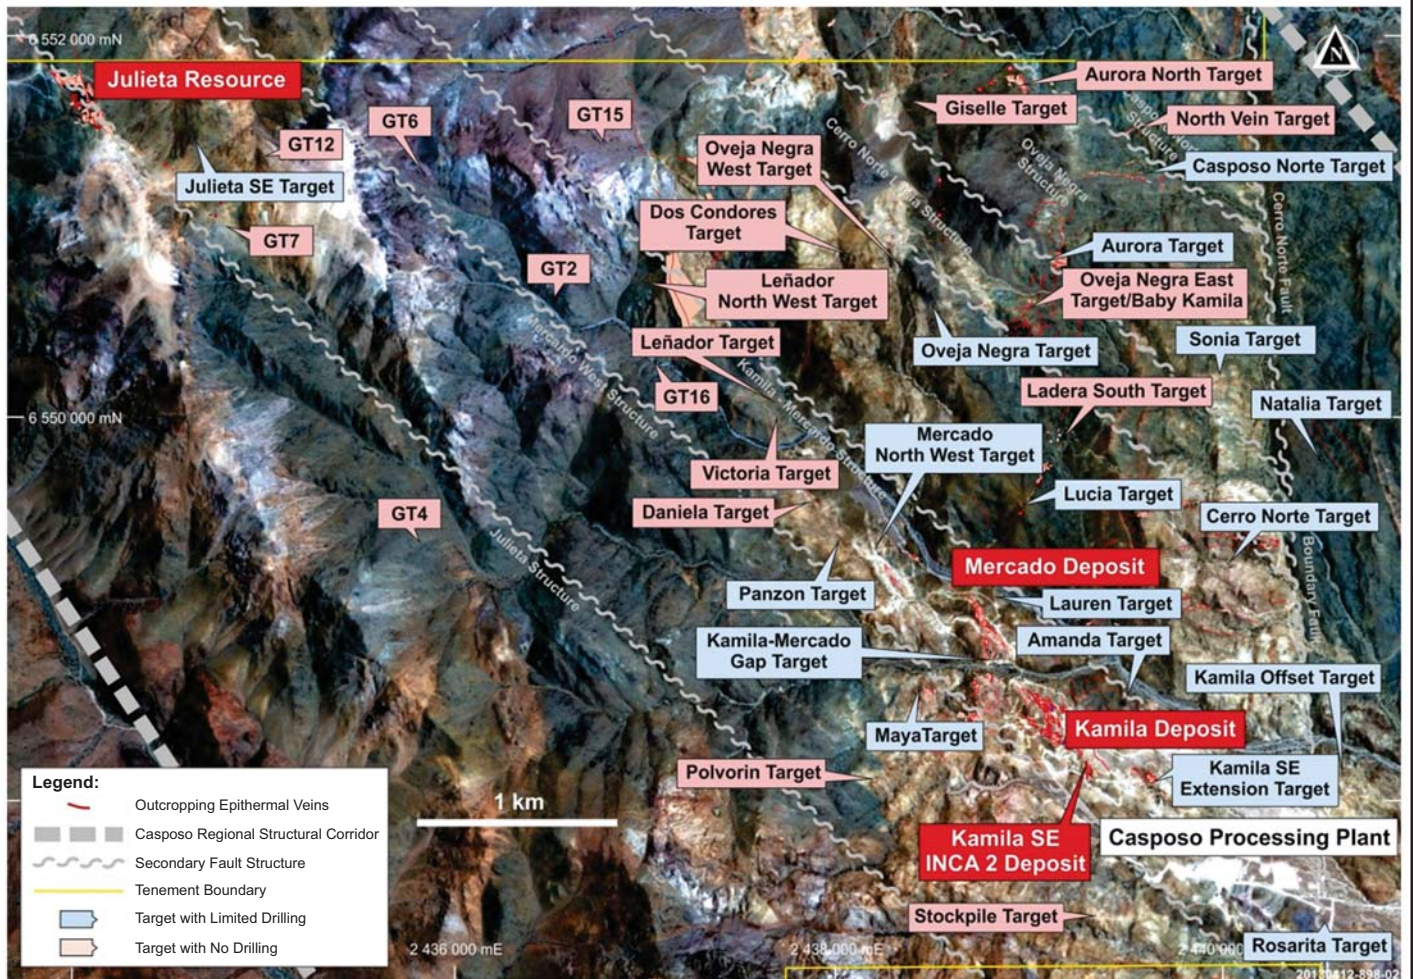 6 552 000 mN
N
Julieta Resource
GT6
GT15
Aurora North Target
Giselle Target
North Vein Target
GT12
Oveja Negra
West Target
Casposo Norte Target
Julieta SE Target
Structure
Oveja Negra
Structure
Dos Condores
Target
Cerro Norte Fault
GT7
Aurora Target
GT2
Leñador
North West Target
Oveja Negra East
Target/Baby Kamila
Leñador Target
Oveja Negra Target
Sonia Target
Mercardo West Structure
Kamila - Mercardo Structure
GT16
Ladera South Target
Natalia Target
6 550 000 mN
Mercado
North West Target
Victoria Target
Lucia Target
GT4
Daniela Target
Cerro Norte Target
Julieta Structure
Boundary Fault
Mercado Deposit
Panzon Target
Lauren Target
Kamila-Mercado
Gap Target
Amanda Target
Kamila Offset Target
MayaTarget
Kamila Deposit
Polvorin Target
Kamila SE
Extension Target
Legend:
Outcropping Epithermal Veins
Casposo Regional Structural Corridor
Secondary Fault Structure
Tenement Boundary
Target with Limited Drilling
Target with No Drilling
1 km
Kamila SE
INCA 2 Deposit
Casposo Processing Plant
Stockpile Target
2 436 000 mE
2 438 000 mE
2 440 000
Rosarita Target
20130412-898-02